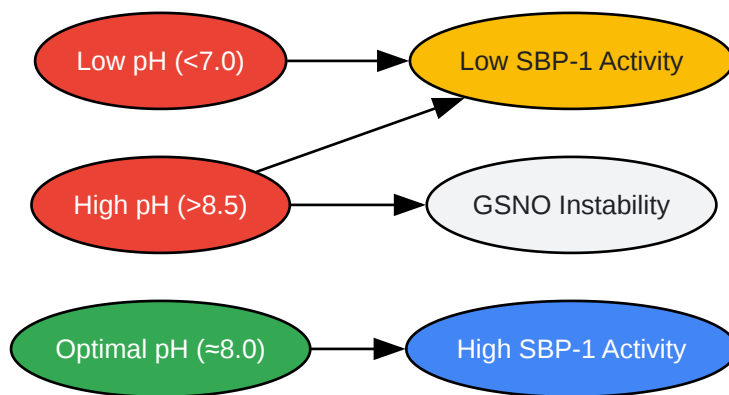 Low pH (<7.0)
Low SBP-1 Activity
High pH (>8.5)
GSNO Instability
Optimal pH (≈8.0)
High SBP-1 Activity